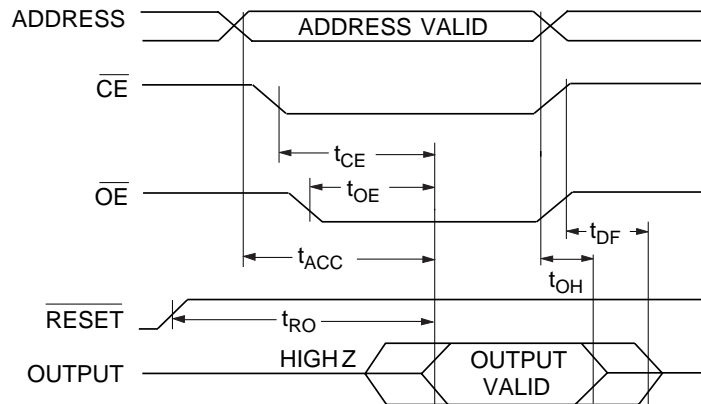 ADDRESS
ADDRESS VALID
CE
tCE
tOE
OE
tDF
tACC
tOH
RESET
tRO
HIGH Z
OUTPUT
OUTPUT
VALID